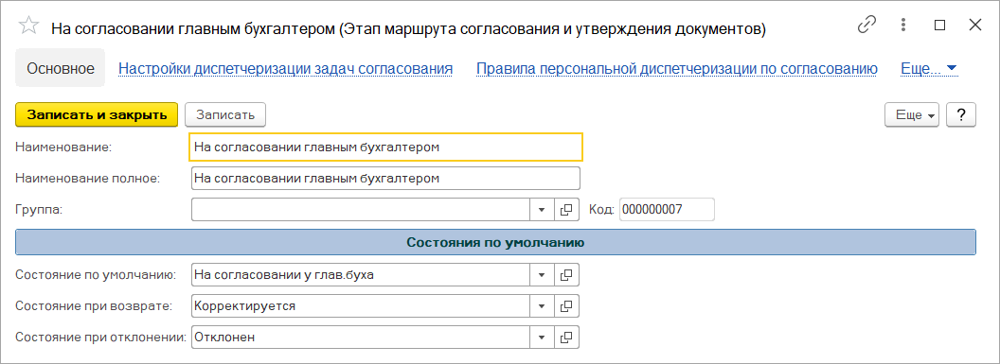 На согласовании главным бухгалтером (Этап маршрута согласования и утверждения документов)
Основное Настройки диспетчеризации задач согласования Правила персональной диспетчеризации по согласованию Еще...
Записать и закрыть Записать Еще ?
Наименование: На согласовании главным бухгалтером
Наименование полное: На согласовании главным бухгалтером
Группа: Код: 000000007
Состояния по умолчанию
Состояние по умолчанию: На согласовании у глав.буха
Состояние при возврате: Корректируется
Состояние при отклонении: Отклонен